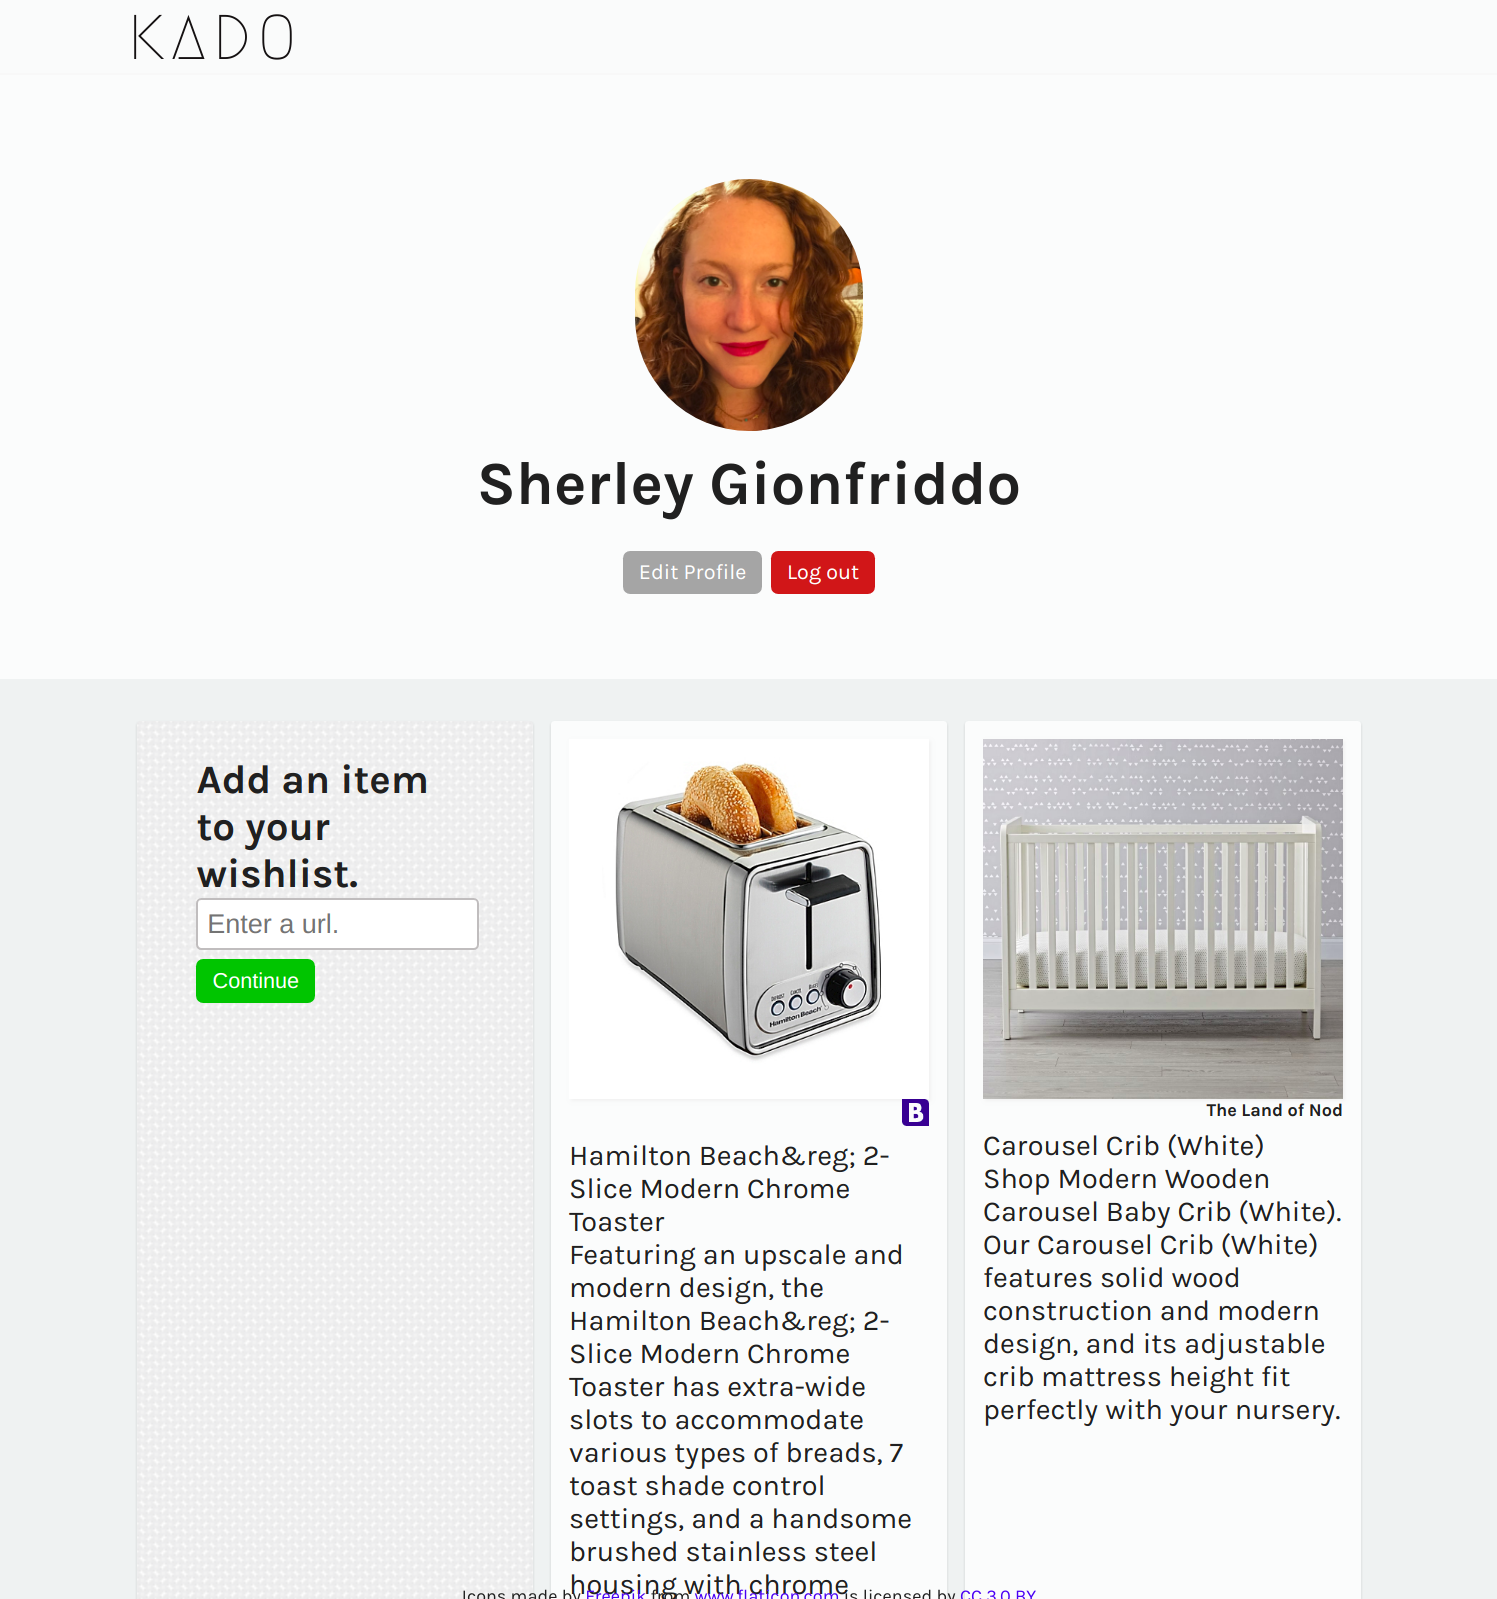 KADO
Sherley Gionfriddo
Edit Profile
Log out
Add an item
to your
wishlist.
Enter a url.
Continue
Hamilton Beach
B
Hamilton Beach&reg; 2-
Slice Modern Chrome
Toaster
Featuring an upscale and
modern design, the
Hamilton Beach&reg; 2-
Slice Modern Chrome
Toaster has extra-wide
slots to accommodate
various types of breads, 7
toast shade control
settings, and a handsome
brushed stainless steel
housing with chrome
The Land of Nod
Carousel Crib (White)
Shop Modern Wooden
Carousel Baby Crib (White).
Our Carousel Crib (White)
features solid wood
construction and modern
design, and its adjustable
crib mattress height fit
perfectly with your nursery.
Icons made by Freepik from www.flaticon.com is licensed by CC 3.0 BY